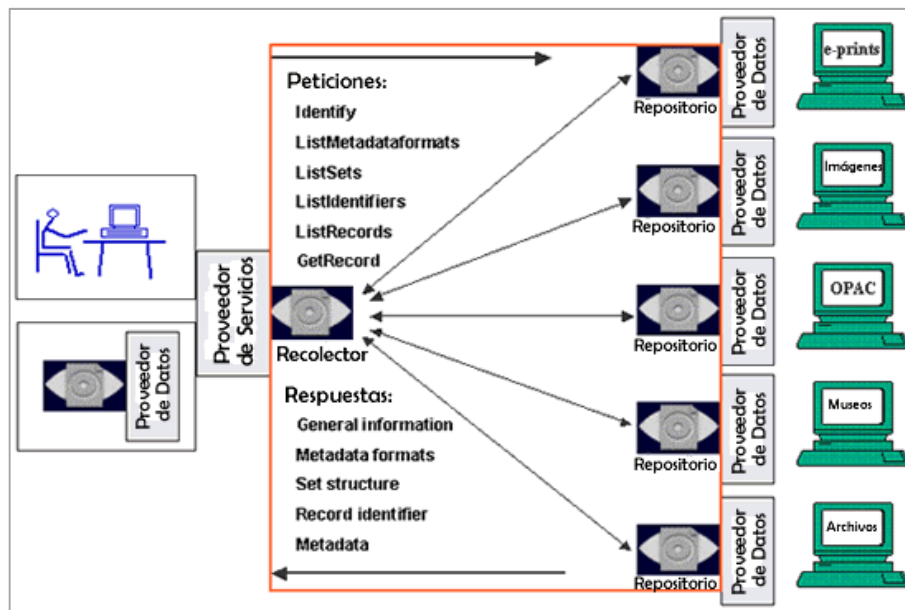 Peticiones:
Identify
ListMetadataformats
ListSets
ListIdentifiers
ListRecords
GetRecord
Proveedor
de Servicios
Recolector
Proveedor
de Datos
Respuestas:
General information
Metadata formats
Set structure
Record identifier
Metadata
Repositorio
Proveedor
de Datos
e-prints
Repositorio
Proveedor
de Datos
Imágenes
Repositorio
Proveedor
de Datos
OPAC
Repositorio
Proveedor
de Datos
Museos
Repositorio
Proveedor
de Datos
Archivos